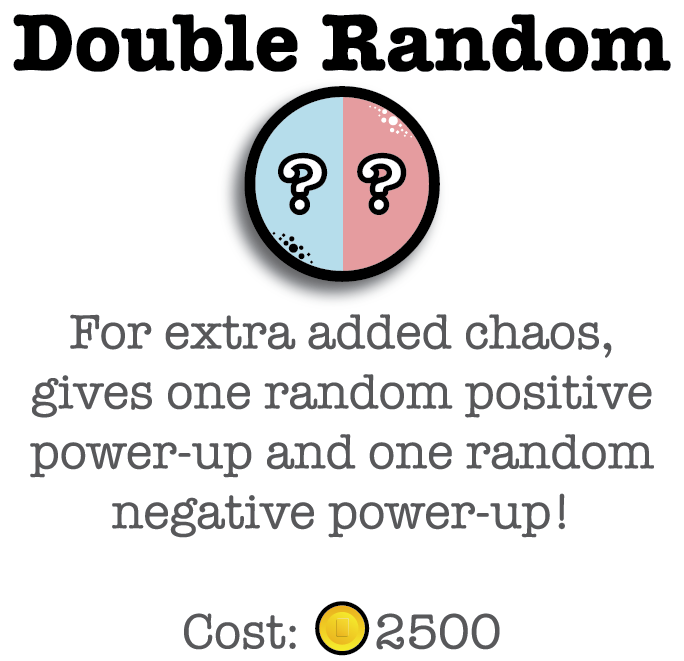 Double Random
? ?
For extra added chaos,
gives one random positive
power-up and one random
negative power-up!
Cost: 2500